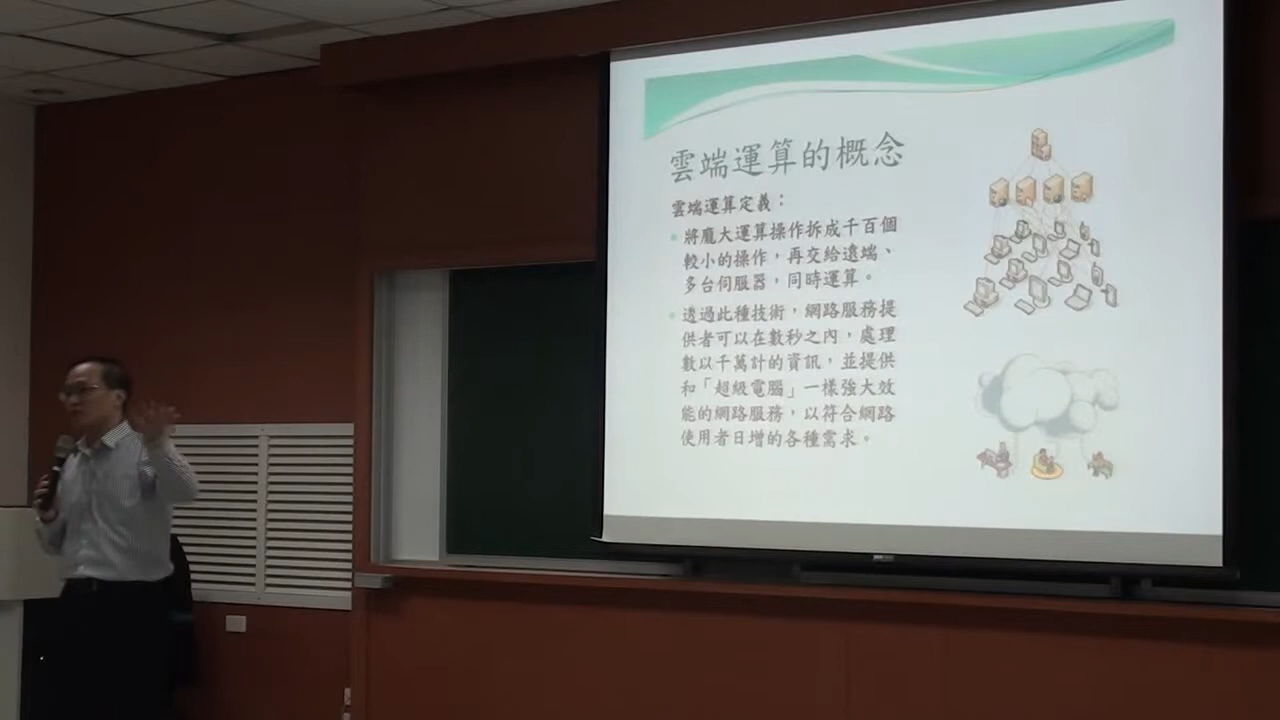 雲端運算的概念
雲端運算定義：
將龐大運算操作拆成千百個
較小的操作，再交給遠端、
多台伺服器，同時運算。
透過此種技術，網路服務提
供者可以在數秒之內，處理
數以千萬計的資訊，並提供
和「超級電腦」一樣強大效
能的網路服務，以符合網路
使用者日增的各種需求。